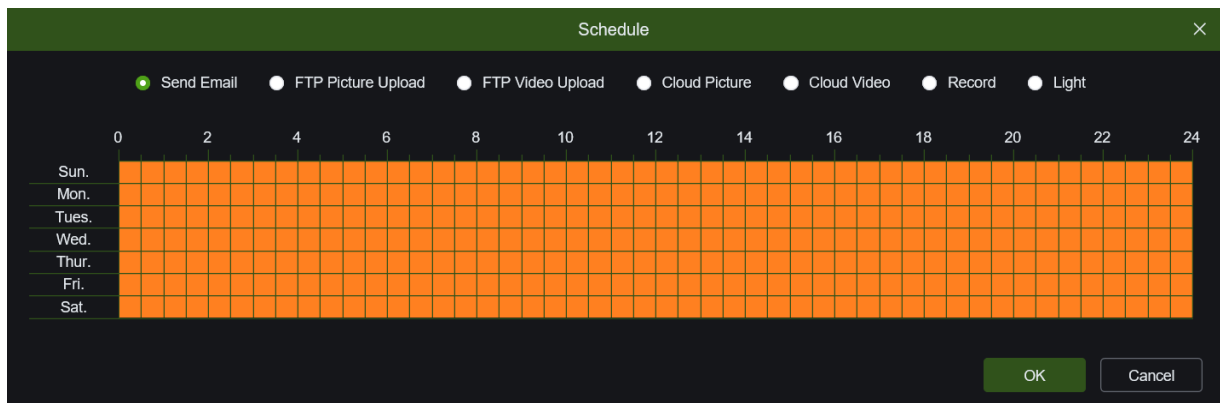 Schedule
Send Email FTP Picture Upload FTP Video Upload Cloud Picture Cloud Video Record Light
0 2 4 6 8 10 12 14 16 18 20 22 24
Sun.
Mon.
Tues.
Wed.
Thur.
Fri.
Sat.
OK Cancel